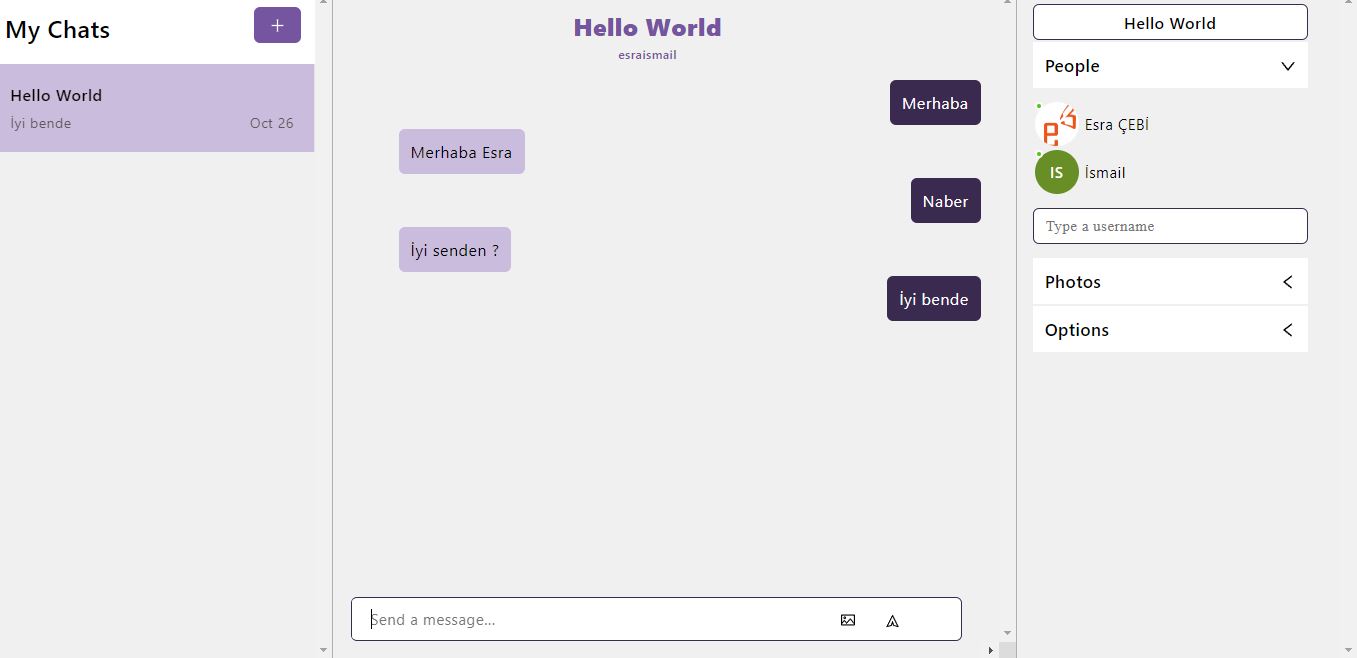 My Chats
+
Hello World
İyi bende
Oct 26
Hello World
esraismail
Merhaba
Merhaba Esra
Naber
İyi senden ?
İyi bende
Send a message...
Hello World
People
Esra ÇEBİ
IS
İsmail
Type a username
Photos
Options